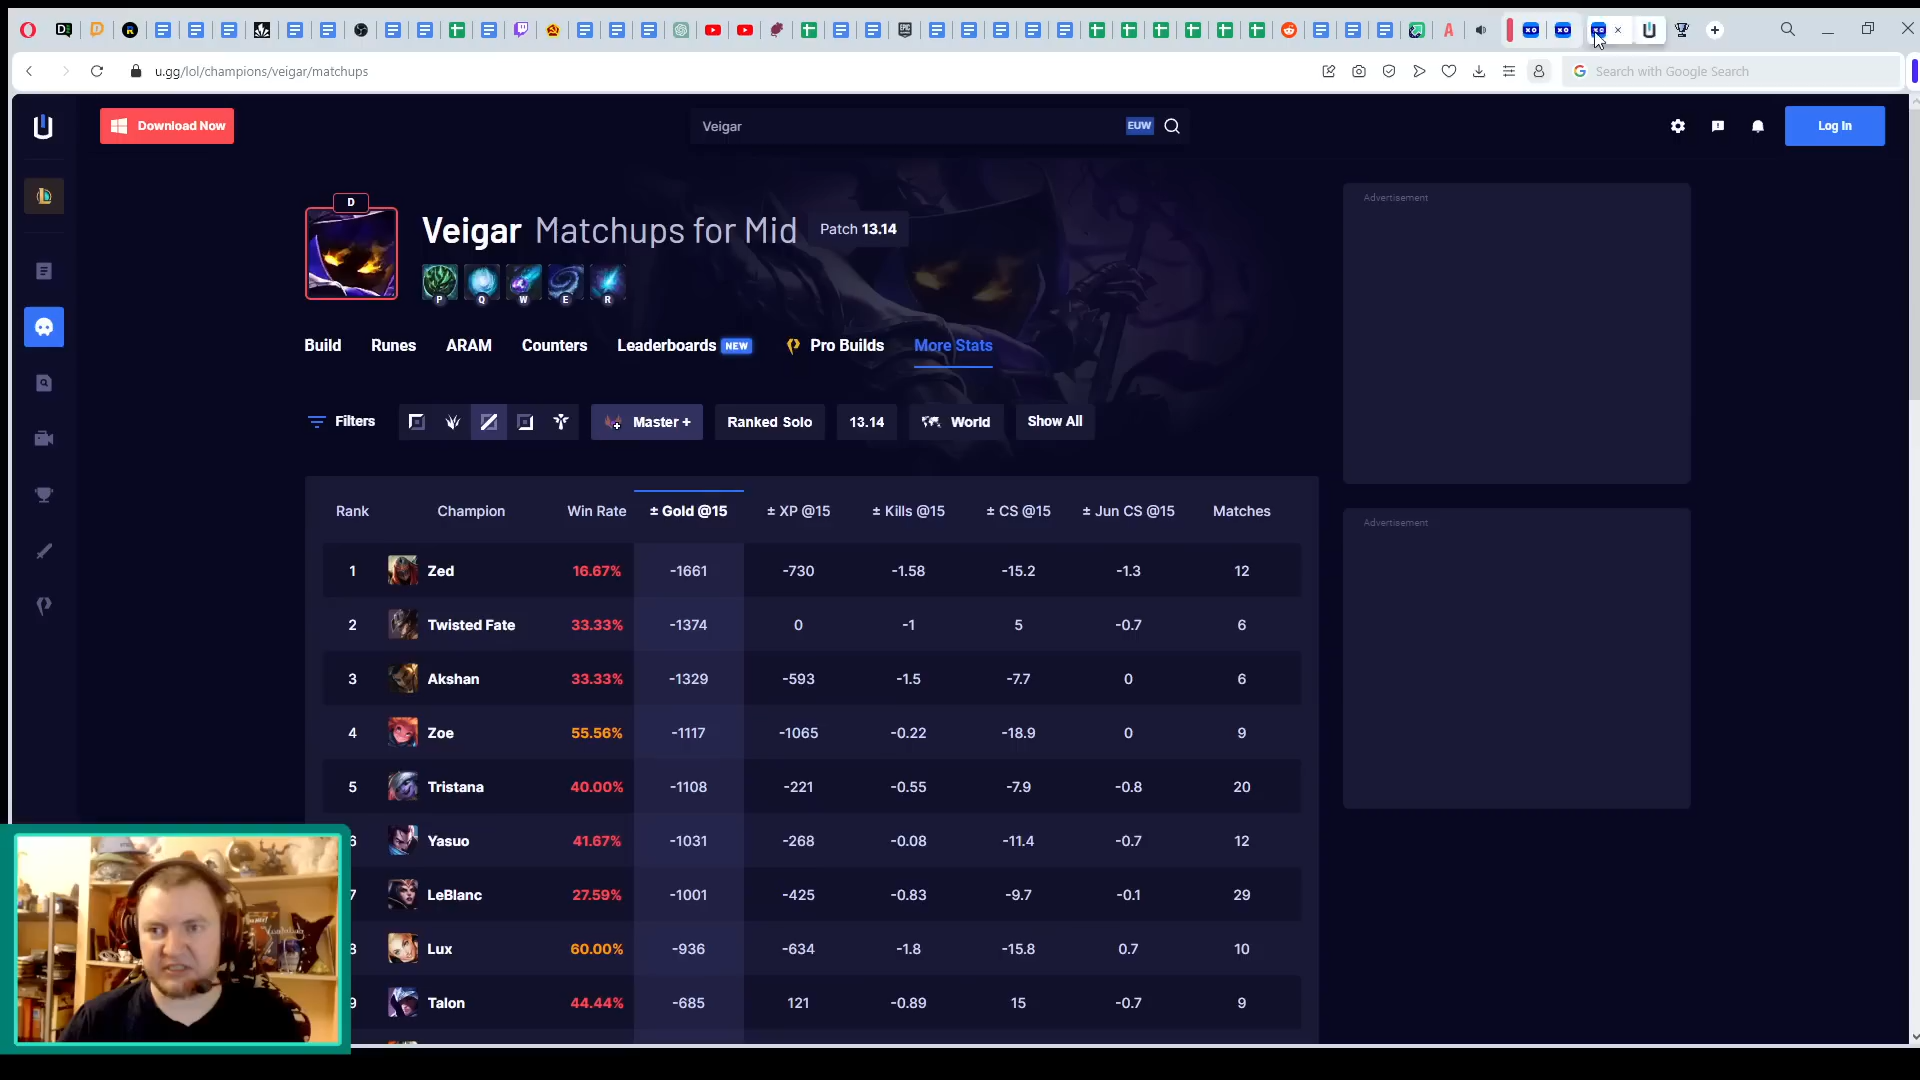 u.gg/lol/champions/veigar/matchups
Search with Google Search
Download Now
Veigar
EUW
Log In
D
Veigar Matchups for Mid
Patch 13.14
P Q W E R
Build Runes ARAM Counters Leaderboards NEW Pro Builds More Stats
Filters Master + Ranked Solo 13.14 World Show All
Rank Champion Win Rate ± Gold @15 ± XP @15 ± Kills @15 ± CS @15 ± Jun CS @15 Matches
1 Zed 16.67% -1661 -730 -1.58 -15.2 -1.3 12
2 Twisted Fate 33.33% -1374 0 -1 5 -0.7 6
3 Akshan 33.33% -1329 -593 -1.5 -7.7 0 6
4 Zoe 55.56% -1117 -1065 -0.22 -18.9 0 9
5 Tristana 40.00% -1108 -221 -0.55 -7.9 -0.8 20
6 Yasuo 41.67% -1031 -268 -0.08 -11.4 -0.7 12
7 LeBlanc 27.59% -1001 -425 -0.83 -9.7 -0.1 29
8 Lux 60.00% -936 -634 -1.8 -15.8 0.7 10
9 Talon 44.44% -685 121 -0.89 15 -0.7 9
Advertisement
Advertisement